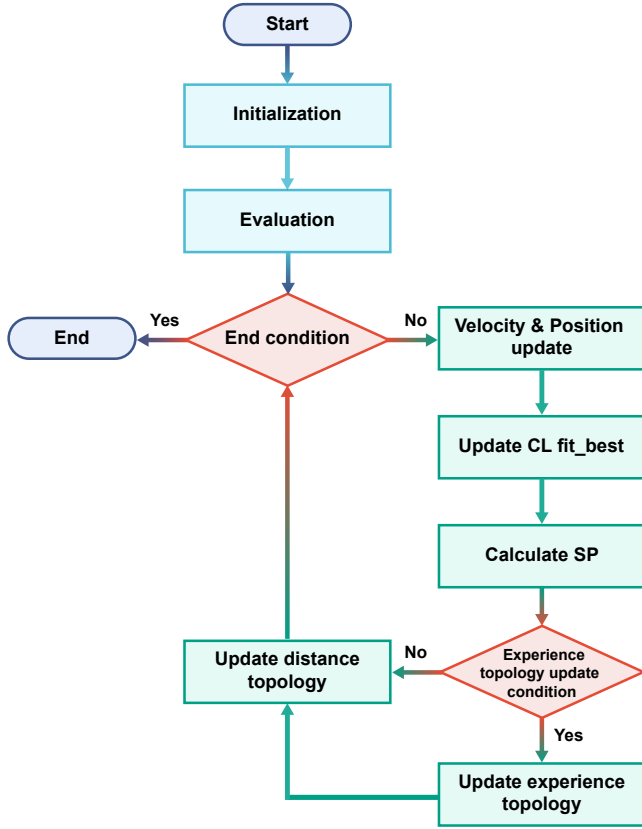 Start
Initialization
Evaluation
End condition
Yes
End
No
Velocity & Position
update
Update CL fit_best
Calculate SP
Experience
topology update
condition
No
Update distance
topology
Yes
Update experience
topology